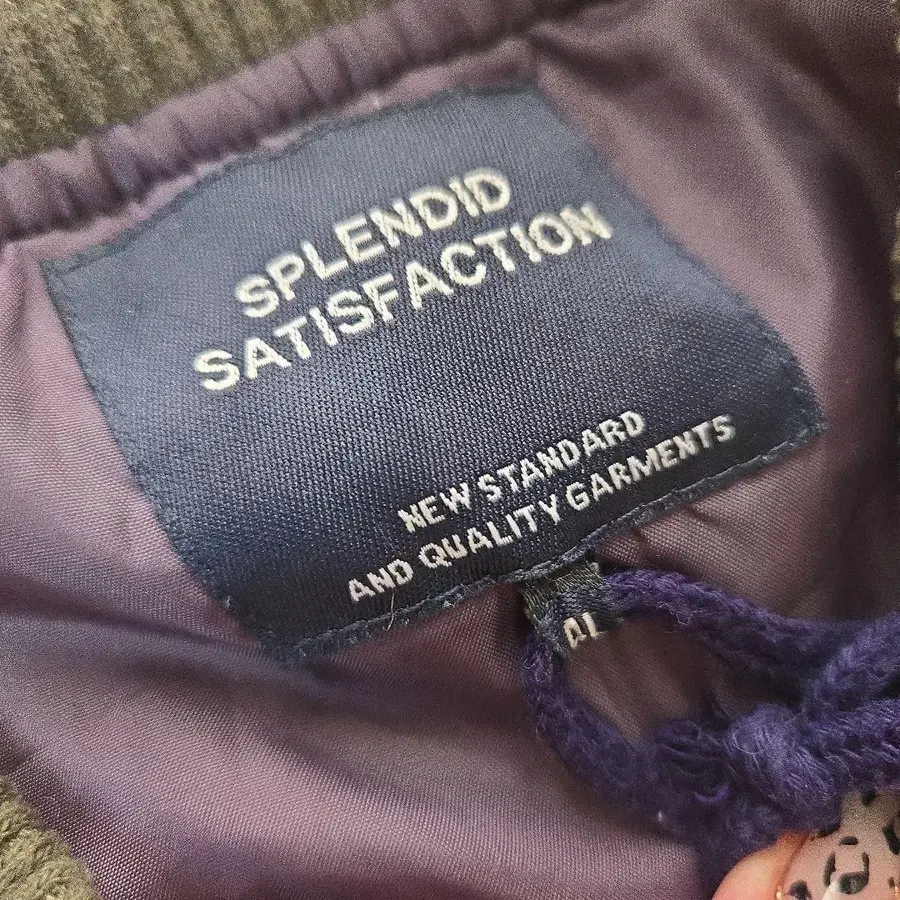 SPLENDID
SATISFACTION
NEW STANDARD
AND QUALITY GARMENTS